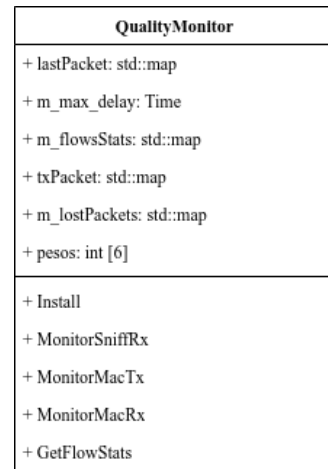 QualityMonitor
+ lastPacket: std::map
+ m_max_delay: Time
+ m_flowsStats: std::map
+ txPacket: std::map
+ m_lostPackets: std::map
+ pesos: int [6]
+ Install
+ MonitorSniffRx
+ MonitorMacTx
+ MonitorMacRx
+ GetFlowStats